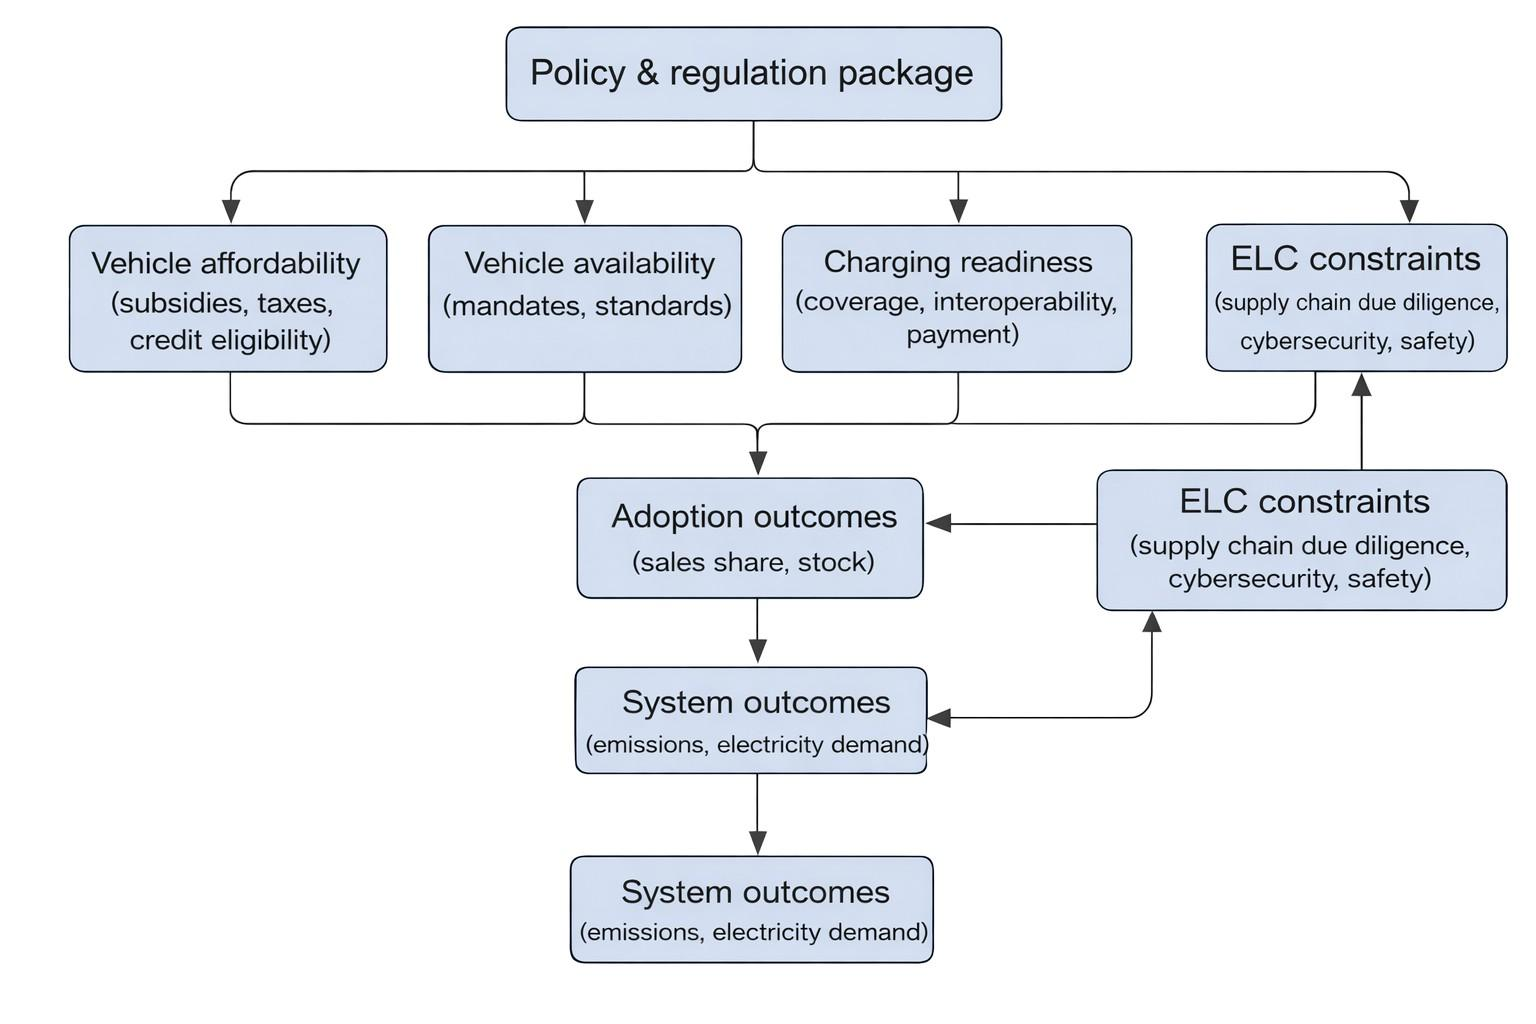 Policy & regulation package
Vehicle affordability
(subsidies, taxes,
credit eligibility)
Vehicle availability
(mandates, standards)
Charging readiness
(coverage, interoperability,
payment)
ELC constraints
(supply chain due diligence,
cybersecurity, safety)
Adoption outcomes
(sales share, stock)
ELC constraints
(supply chain due diligence,
cybersecurity, safety)
System outcomes
(emissions, electricity demand)
System outcomes
(emissions, electricity demand)